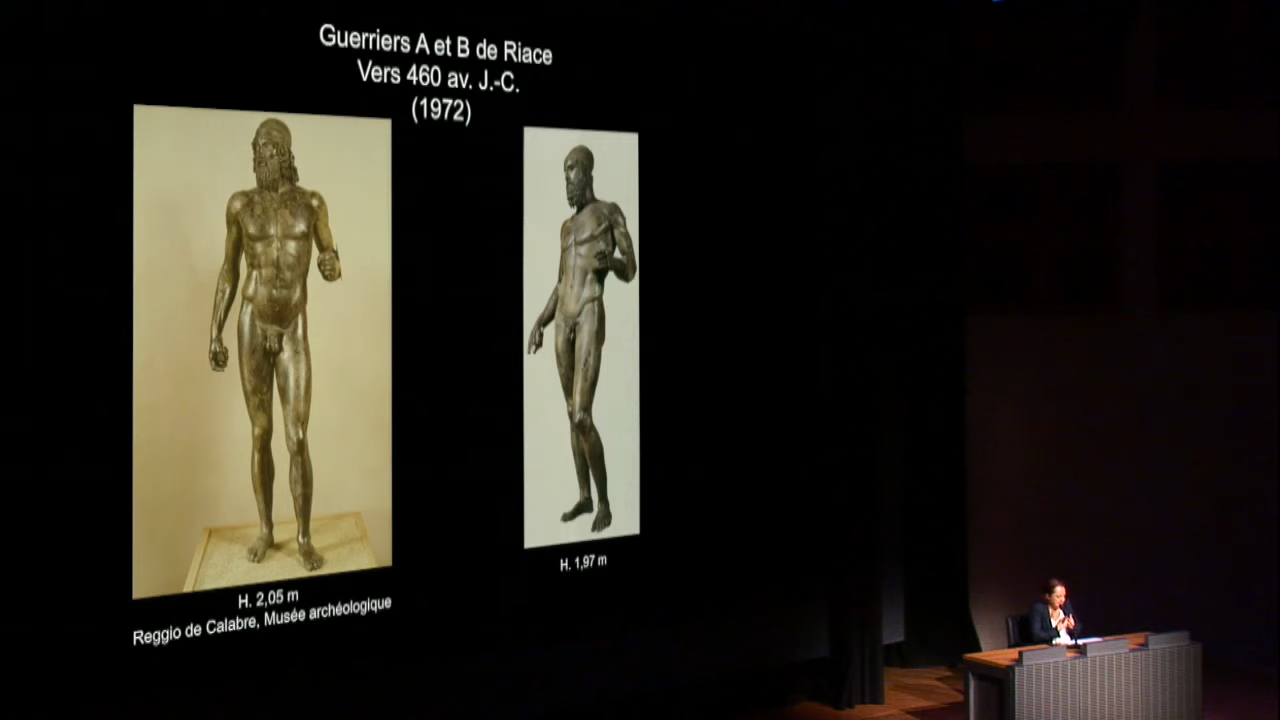 Guerriers A et B de Riace
Vers 460 av. J.-C.
(1972)
H. 1,97 m
H. 2,05 m
Reggio de Calabre, Musée archéologique